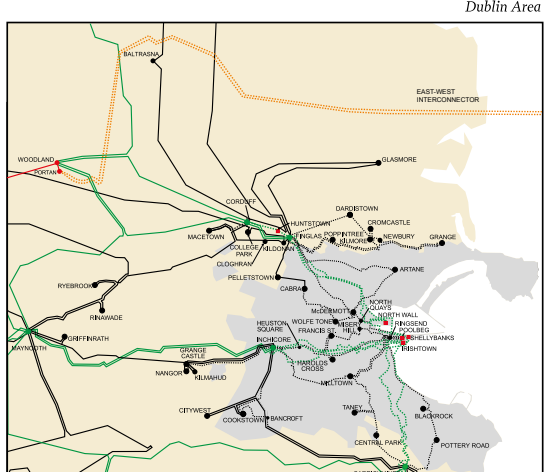 Dublin Area
BALTRASNA
EAST-WEST
INTERCONNECTOR
WOODLAND
PORTAN
GLASMORE
CORDUFF
DARDISTOWN
HUNTSTOWN
CROMCASTLE
MACETOWN
FINGLAS
POPPINTREE
KILMORE
NEWBURY
GRANGE
COLLEGE
PARK
KILDONAN
CLOGHRAN
ARTANE
PELLETSTOWN
CABRA
RYEBROOK
RINAWADE
NORTH
QUAYS
McDERMOTT
NORTH WALL
WOLFE TONE
MISERY
HILL
RINGSEND
POOLBEG
HEUSTON
SQUARE
FRANCIS ST.
SHELLYBANKS
INCHICORE
IRISHTOWN
GRIFFINRATH
MAYNOOTH
GRANGE
CASTLE
HAROLDS
CROSS
NANGOR
KILMAHUD
MILLTOWN
CITYWEST
COOKSTOWN
BANCROFT
TANEY
BLACKROCK
CENTRAL PARK
POTTERY ROAD